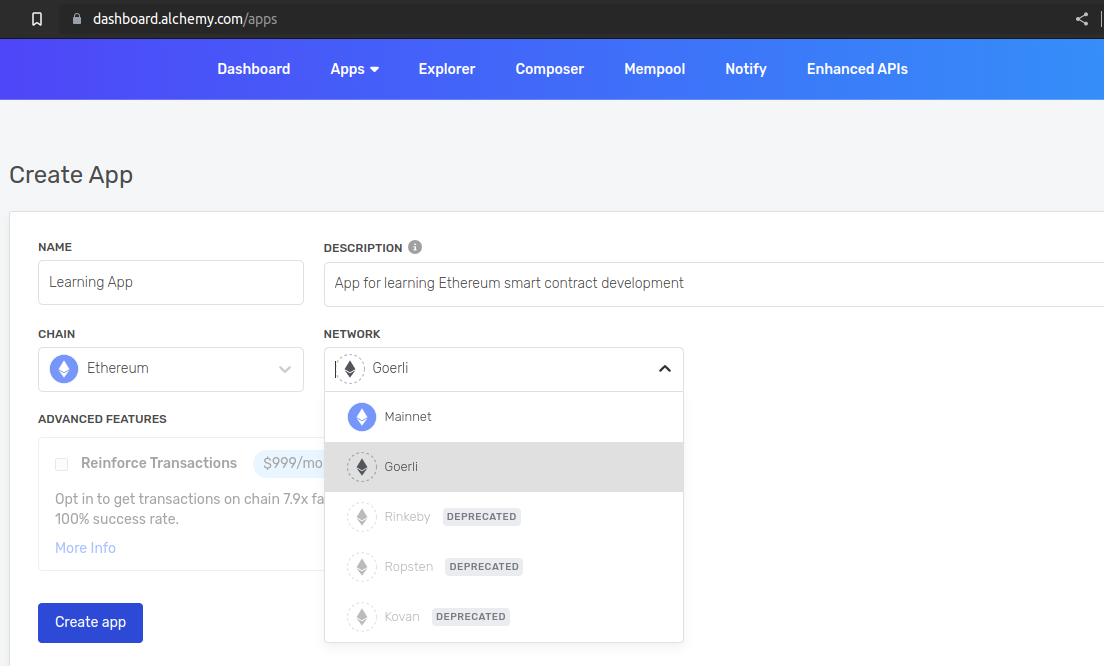 dashboard.alchemy.com/apps
Dashboard Apps Explorer Composer Mempool Notify Enhanced APIs
Create App
NAME
DESCRIPTION
Learning App
App for learning Ethereum smart contract development
CHAIN
NETWORK
Ethereum
Goerli
Mainnet
Goerli
Rinkeby DEPRECATED
Ropsten DEPRECATED
Kovan DEPRECATED
ADVANCED FEATURES
Reinforce Transactions $999/mo
Opt in to get transactions on chain 7.9x fa
100% success rate.
More Info
Create app